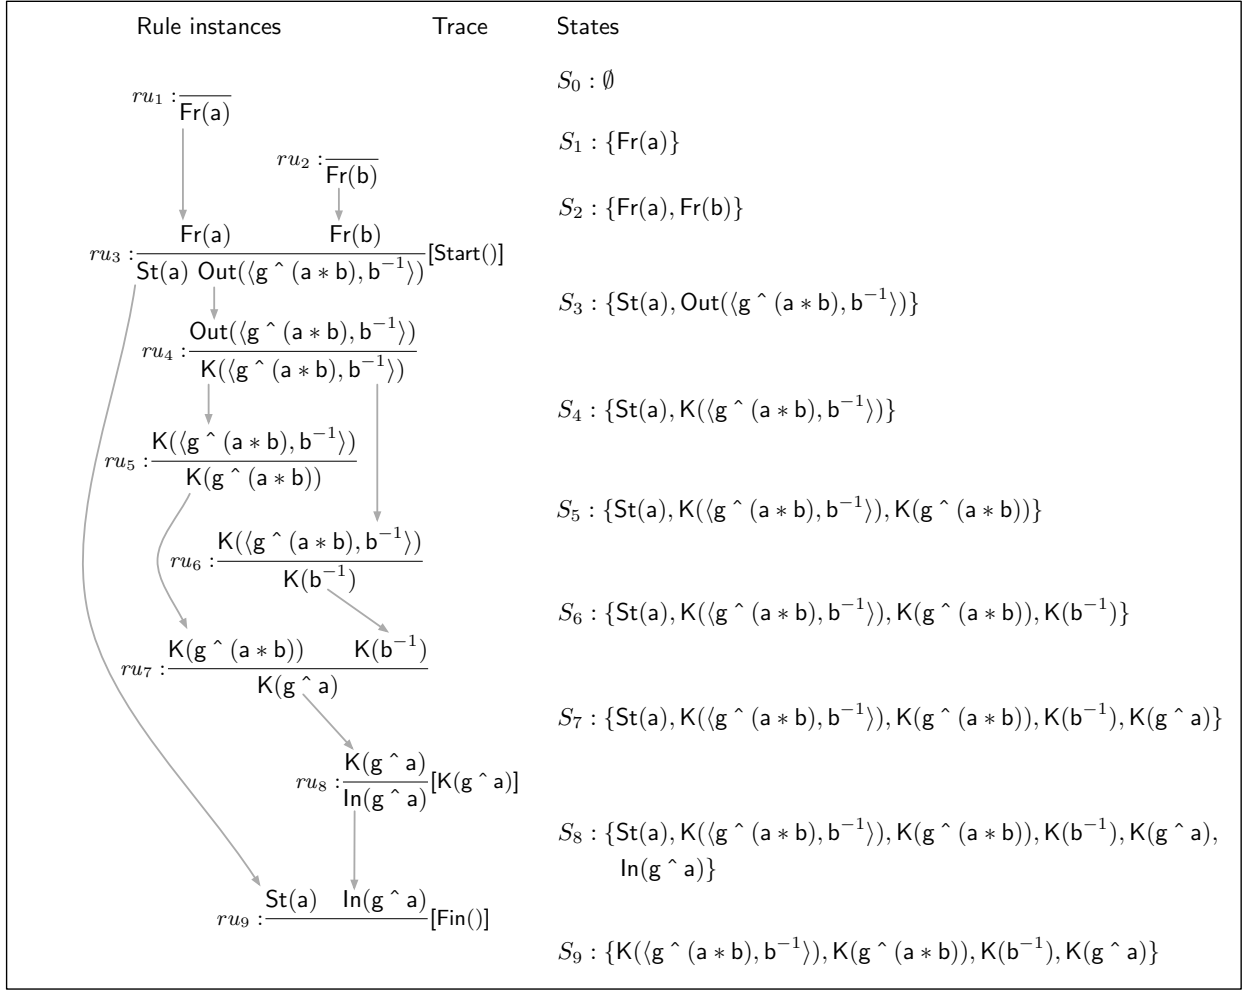 Rule instances Trace States
S₀ : ∅
ru₁ :
Fr(a)
S₁ : {Fr(a)}
ru₂ :
Fr(b)
S₂ : {Fr(a), Fr(b)}
Fr(a) Fr(b)
ru₃ : [Start()]
St(a) Out(⟨g ^ (a ∗ b), b⁻¹⟩)
S₃ : {St(a), Out(⟨g ^ (a ∗ b), b⁻¹⟩)}
Out(⟨g ^ (a ∗ b), b⁻¹⟩)
ru₄ :
K(⟨g ^ (a ∗ b), b⁻¹⟩)
S₄ : {St(a), K(⟨g ^ (a ∗ b), b⁻¹⟩)}
K(⟨g ^ (a ∗ b), b⁻¹⟩)
ru₅ :
K(g ^ (a ∗ b))
S₅ : {St(a), K(⟨g ^ (a ∗ b), b⁻¹⟩), K(g ^ (a ∗ b))}
K(⟨g ^ (a ∗ b), b⁻¹⟩)
ru₆ :
K(b⁻¹)
S₆ : {St(a), K(⟨g ^ (a ∗ b), b⁻¹⟩), K(g ^ (a ∗ b)), K(b⁻¹)}
K(g ^ (a ∗ b)) K(b⁻¹)
ru₇ :
K(g ^ a)
S₇ : {St(a), K(⟨g ^ (a ∗ b), b⁻¹⟩), K(g ^ (a ∗ b)), K(b⁻¹), K(g ^ a)}
K(g ^ a)
ru₈ : [K(g ^ a)]
In(g ^ a)
S₈ : {St(a), K(⟨g ^ (a ∗ b), b⁻¹⟩), K(g ^ (a ∗ b)), K(b⁻¹), K(g ^ a),
In(g ^ a)}
St(a) In(g ^ a)
ru₉ : [Fin()]
S₉ : {K(⟨g ^ (a ∗ b), b⁻¹⟩), K(g ^ (a ∗ b)), K(b⁻¹), K(g ^ a)}